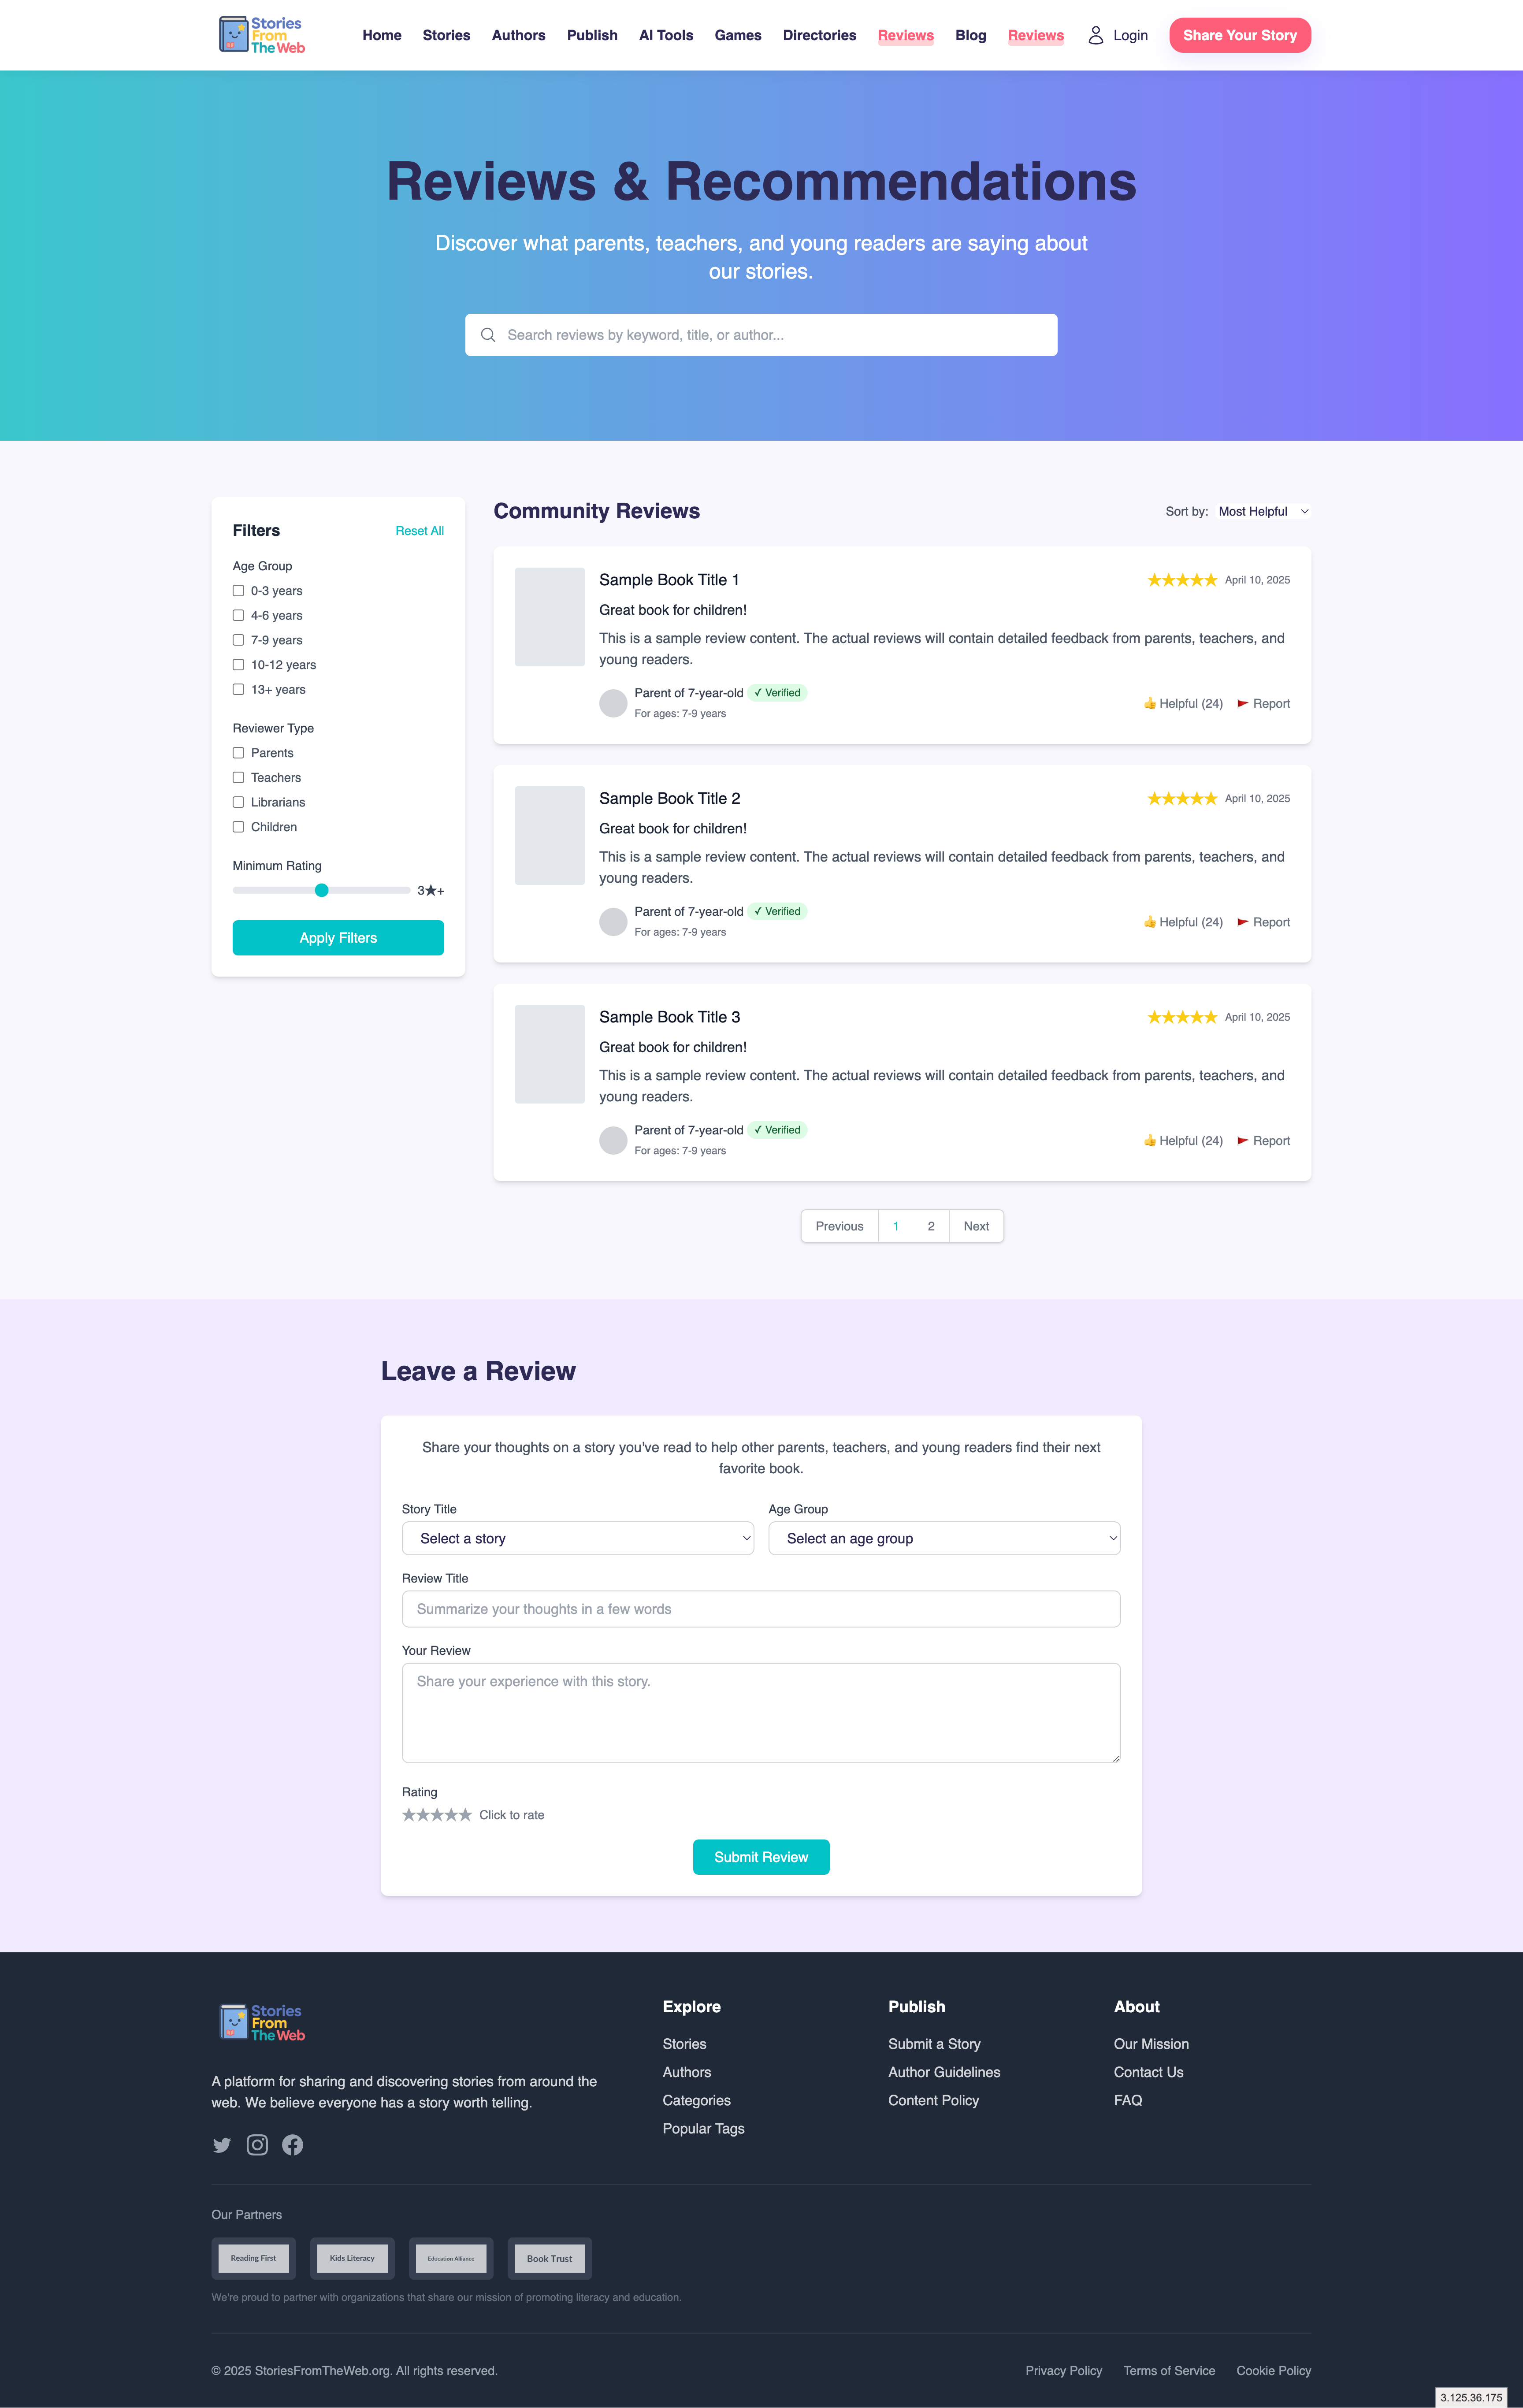 Stories
From
The Web
Home
Stories
Authors
Publish
AI Tools
Games
Directories
Reviews
Blog
Reviews
Login
Share Your Story
Reviews & Recommendations
Discover what parents, teachers, and young readers are saying about
our stories.
Search reviews by keyword, title, or author...
Filters
Reset All
Age Group
0-3 years
4-6 years
7-9 years
10-12 years
13+ years
Reviewer Type
Parents
Teachers
Librarians
Children
Minimum Rating
3★+
Apply Filters
Community Reviews
Sort by: Most Helpful
Sample Book Title 1
★★★★★ April 10, 2025
Great book for children!
This is a sample review content. The actual reviews will contain detailed feedback from parents, teachers, and
young readers.
Parent of 7-year-old ✓ Verified
For ages: 7-9 years
👍 Helpful (24) 🚩 Report
Sample Book Title 2
★★★★★ April 10, 2025
Great book for children!
This is a sample review content. The actual reviews will contain detailed feedback from parents, teachers, and
young readers.
Parent of 7-year-old ✓ Verified
For ages: 7-9 years
👍 Helpful (24) 🚩 Report
Sample Book Title 3
★★★★★ April 10, 2025
Great book for children!
This is a sample review content. The actual reviews will contain detailed feedback from parents, teachers, and
young readers.
Parent of 7-year-old ✓ Verified
For ages: 7-9 years
👍 Helpful (24) 🚩 Report
Previous 1 2 Next
Leave a Review
Share your thoughts on a story you've read to help other parents, teachers, and young readers find their next
favorite book.
Story Title
Select a story
Age Group
Select an age group
Review Title
Summarize your thoughts in a few words
Your Review
Share your experience with this story.
Rating
★★★★★ Click to rate
Submit Review
Stories
From
The Web
A platform for sharing and discovering stories from around the
web. We believe everyone has a story worth telling.
Explore
Stories
Authors
Categories
Popular Tags
Publish
Submit a Story
Author Guidelines
Content Policy
About
Our Mission
Contact Us
FAQ
Our Partners
Reading First
Kids Literacy
Education Alliance
Book Trust
We're proud to partner with organizations that share our mission of promoting literacy and education.
© 2025 StoriesFromTheWeb.org. All rights reserved.
Privacy Policy
Terms of Service
Cookie Policy
3.125.36.175